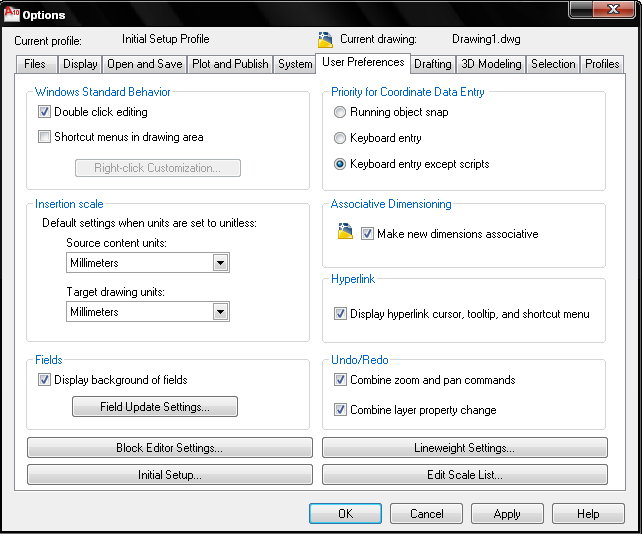 A10 Options
Current profile: Initial Setup Profile Current drawing: Drawing1.dwg
Files Display Open and Save Plot and Publish System User Preferences Drafting 3D Modeling Selection Profiles
Windows Standard Behavior
Double click editing
Shortcut menus in drawing area
Right-click Customization...
Insertion scale
Default settings when units are set to unitless:
Source content units:
Millimeters
Target drawing units:
Millimeters
Fields
Display background of fields
Field Update Settings...
Priority for Coordinate Data Entry
Running object snap
Keyboard entry
Keyboard entry except scripts
Associative Dimensioning
Make new dimensions associative
Hyperlink
Display hyperlink cursor, tooltip, and shortcut menu
Undo/Redo
Combine zoom and pan commands
Combine layer property change
Block Editor Settings... Lineweight Settings...
Initial Setup... Edit Scale List...
OK Cancel Apply Help